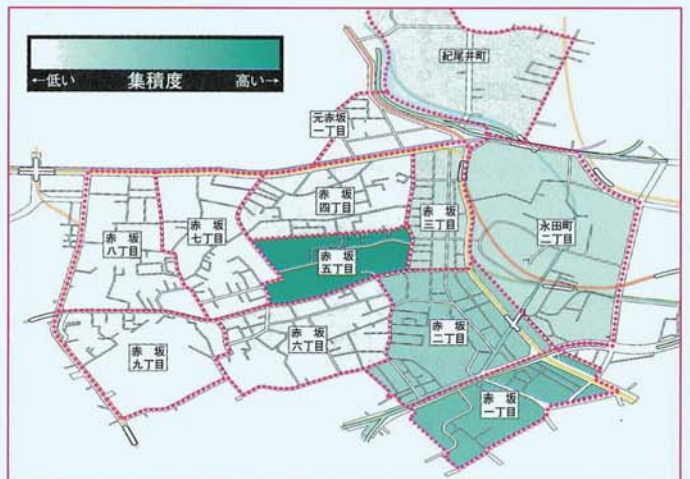 ←低い 集積度 高い→
紀尾井町
元赤坂
一丁目
赤坂
四丁目
赤坂
三丁目
永田町
二丁目
赤坂
八丁目
赤坂
七丁目
赤坂
五丁目
赤坂
九丁目
赤坂
六丁目
赤坂
二丁目
赤坂
一丁目